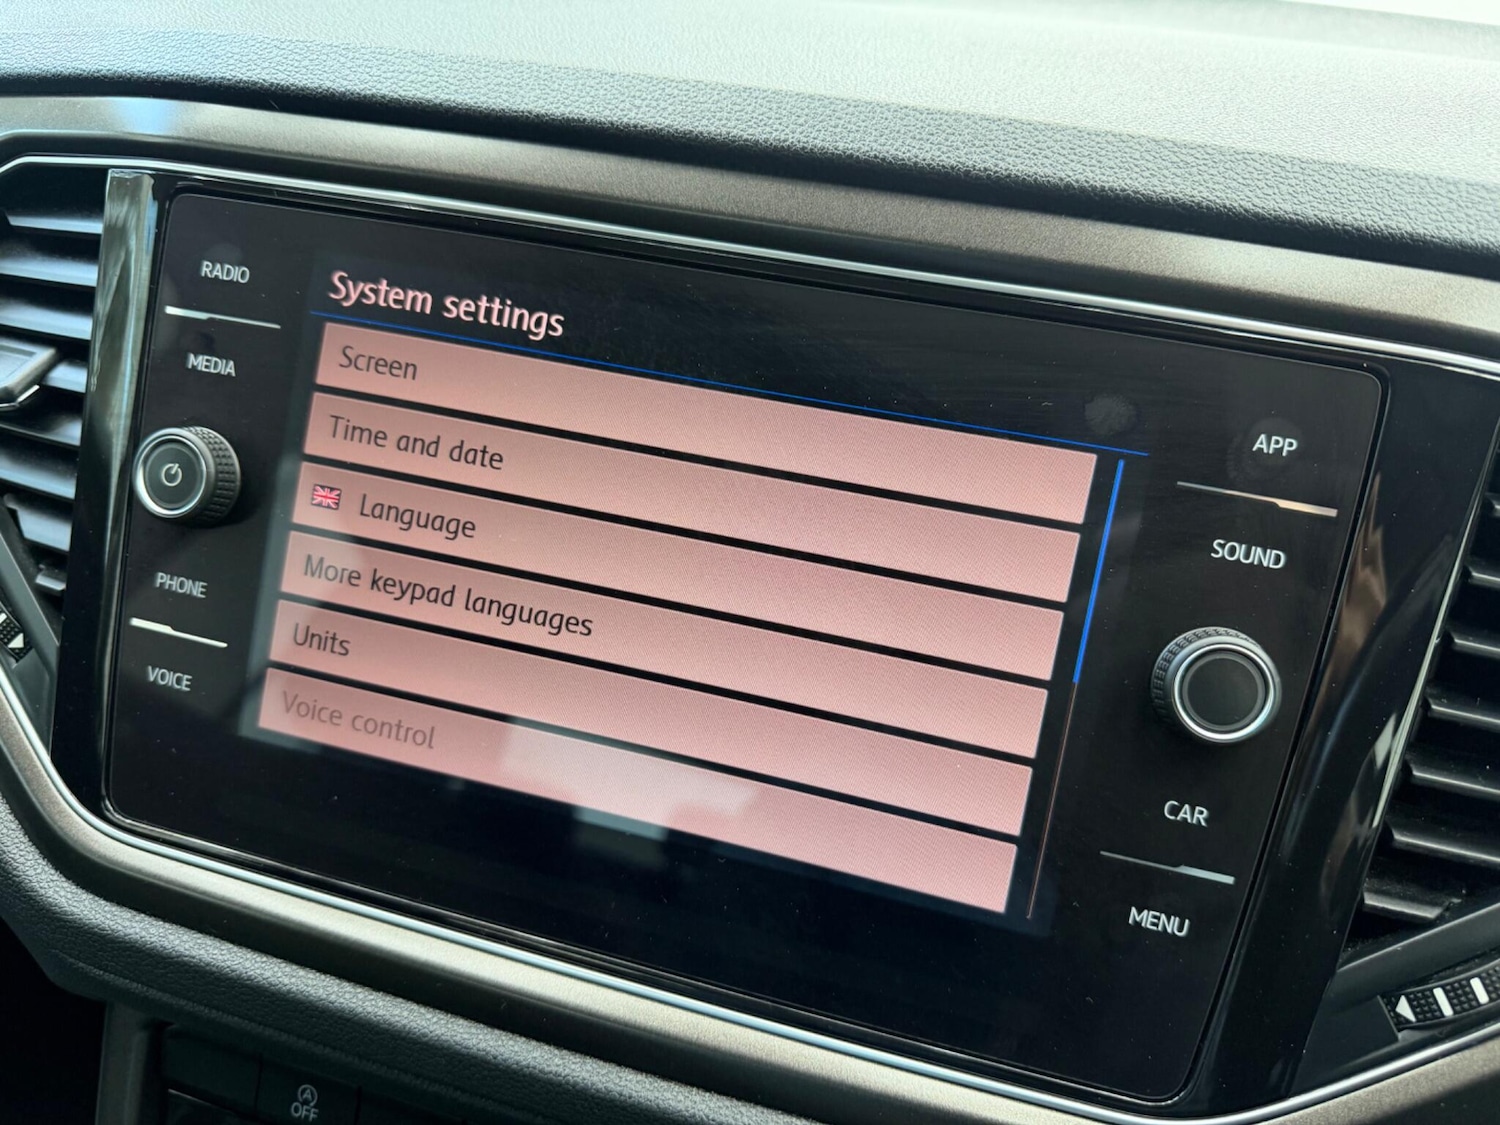 RADIO
MEDIA
PHONE
VOICE
System settings
Screen
Time and date
Language
More keypad languages
Units
Voice control
APP
SOUND
CAR
MENU
A
OFF